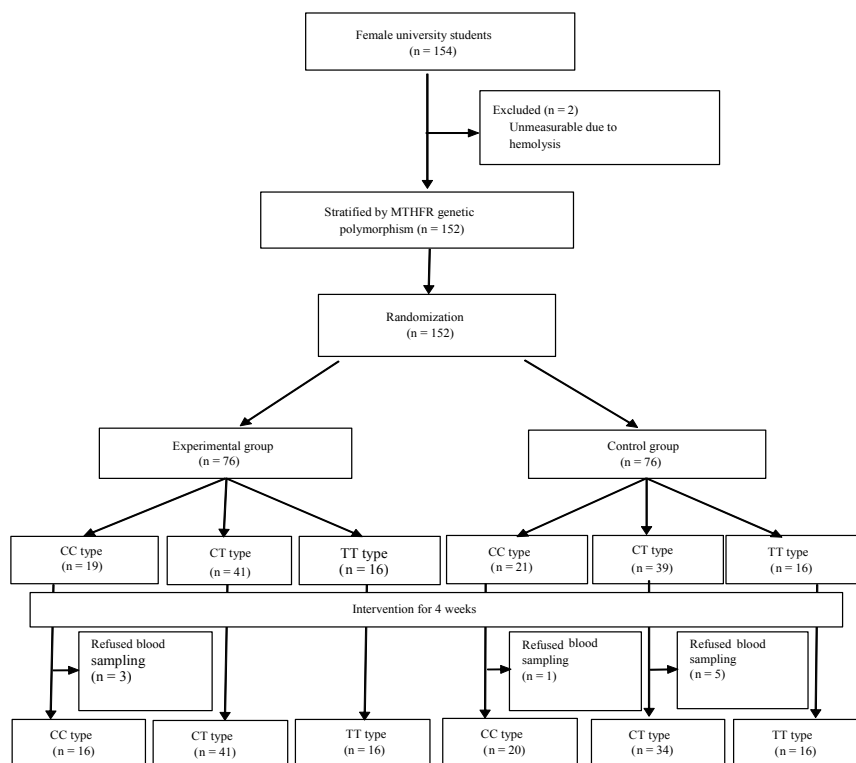 Female university students
(n = 154)
Excluded (n = 2)
Unmeasurable due to
hemolysis
Stratified by MTHFR genetic
polymorphism (n = 152)
Randomization
(n = 152)
Experimental group
(n = 76)
Control group
(n = 76)
CC type
(n = 19)
CT type
(n = 41)
TT type
(n = 16)
CC type
(n = 21)
CT type
(n = 39)
TT type
(n = 16)
Intervention for 4 weeks
Refused blood
sampling
(n = 3)
Refused blood
sampling
(n = 1)
Refused blood
sampling
(n = 5)
CC type
(n = 16)
CT type
(n = 41)
TT type
(n = 16)
CC type
(n = 20)
CT type
(n = 34)
TT type
(n = 16)